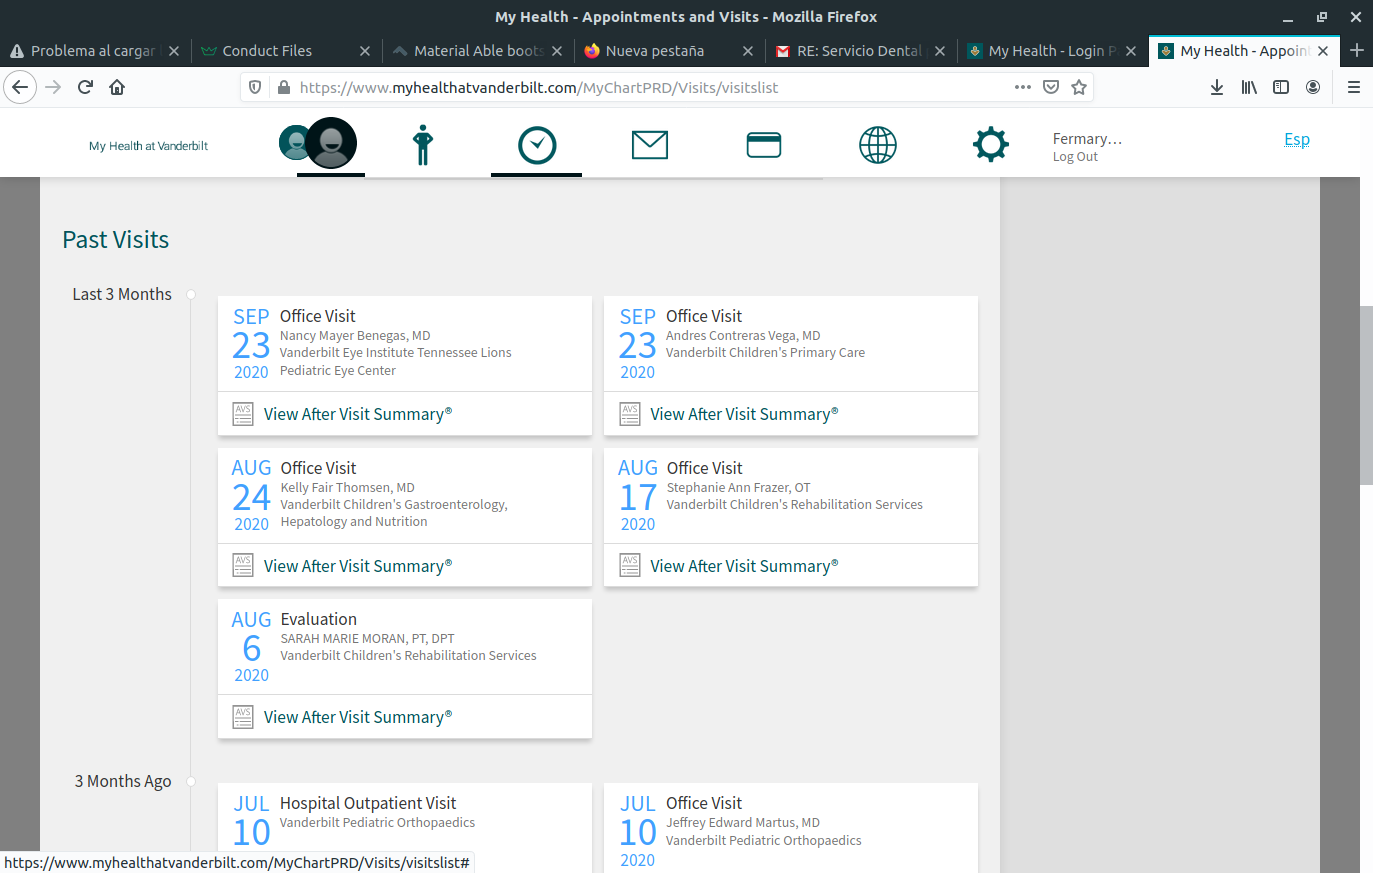 My Health - Appointments and Visits - Mozilla Firefox
Problema al cargar
Conduct Files
Material Able boots
Nueva pestaña
RE: Servicio Dental
My Health - Login P
My Health - Appoin
https://www.myhealthatvanderbilt.com/MyChartPRD/Visits/visitslist
My Health at Vanderbilt
Fermary…
Log Out
Esp
Past Visits
Last 3 Months
SEP
23
2020
Office Visit
Nancy Mayer Benegas, MD
Vanderbilt Eye Institute Tennessee Lions
Pediatric Eye Center
AVS
View After Visit Summary®
SEP
23
2020
Office Visit
Andres Contreras Vega, MD
Vanderbilt Children's Primary Care
AVS
View After Visit Summary®
AUG
24
2020
Office Visit
Kelly Fair Thomsen, MD
Vanderbilt Children's Gastroenterology,
Hepatology and Nutrition
AVS
View After Visit Summary®
AUG
17
2020
Office Visit
Stephanie Ann Frazer, OT
Vanderbilt Children's Rehabilitation Services
AVS
View After Visit Summary®
AUG
6
2020
Evaluation
SARAH MARIE MORAN, PT, DPT
Vanderbilt Children's Rehabilitation Services
AVS
View After Visit Summary®
3 Months Ago
JUL
10
Hospital Outpatient Visit
Vanderbilt Pediatric Orthopaedics
JUL
10
2020
Office Visit
Jeffrey Edward Martus, MD
Vanderbilt Pediatric Orthopaedics
https://www.myhealthatvanderbilt.com/MyChartPRD/Visits/visitslist#